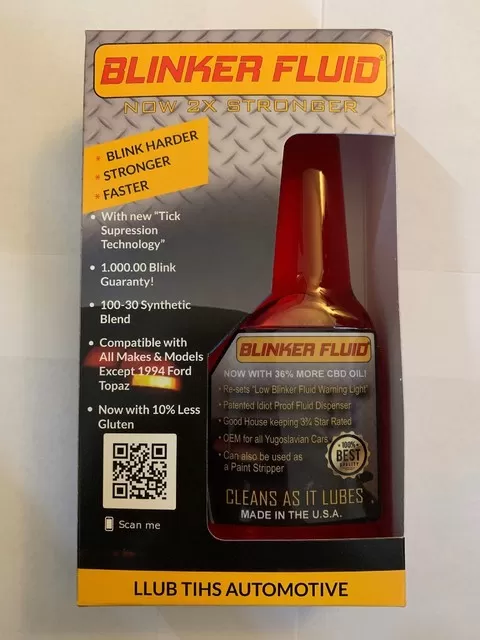 BLINKER FLUID®
NOW 2X STRONGER
• BLINK HARDER
• STRONGER
• FASTER
• With new "Tick
Supression
Technology"
• 1.000.00 Blink
Guaranty!
• 100-30 Synthetic
Blend
• Compatible with
All Makes & Models
Except 1994 Ford
Topaz
• Now with 10% Less
Gluten
Scan me
BLINKER FLUID
NOW WITH 36% MORE CBD OIL!
• Re-sets "Low Blinker Fluid Warning Light"
• Patented Idiot Proof Fluid Dispenser
• Good House keeping 3¾ Star Rated
• OEM for all Yugoslavian Cars
• Can also be used as
a Paint Stripper
100%
BEST
QUALITY
CLEANS AS IT LUBES
MADE IN THE U.S.A.
LLUB TIHS AUTOMOTIVE